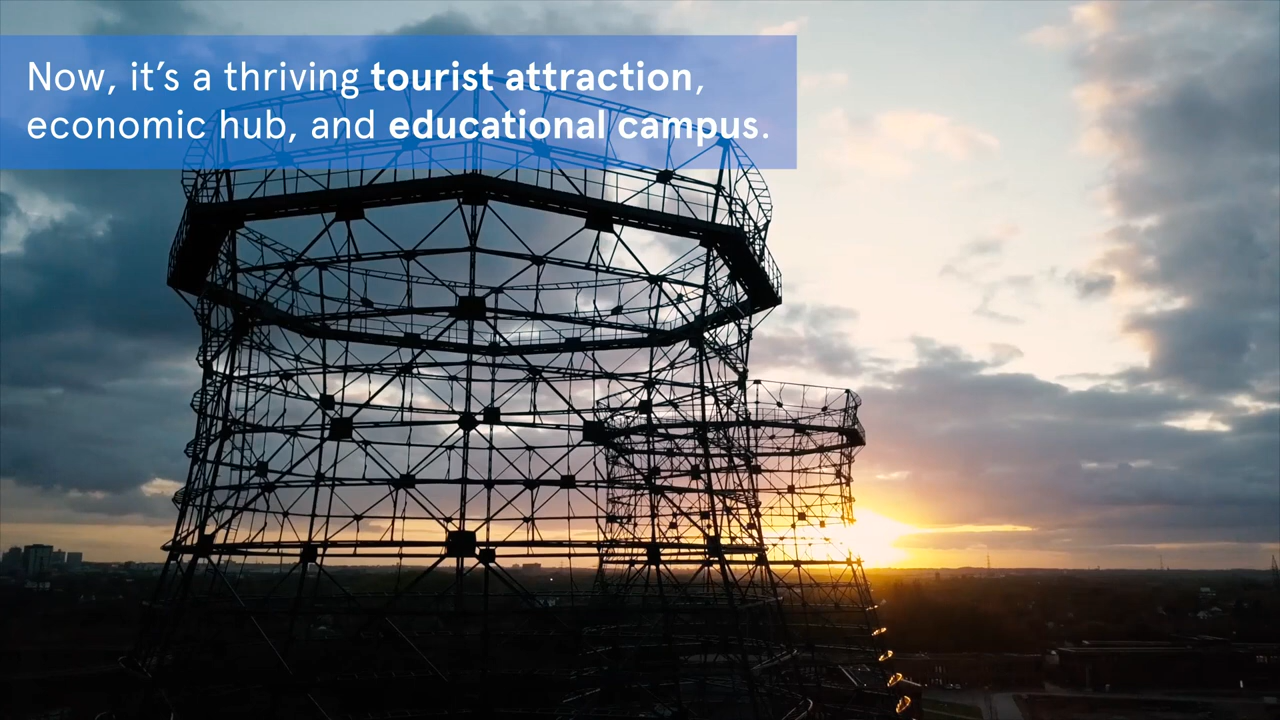 Now, it’s a thriving tourist attraction,
economic hub, and educational campus.